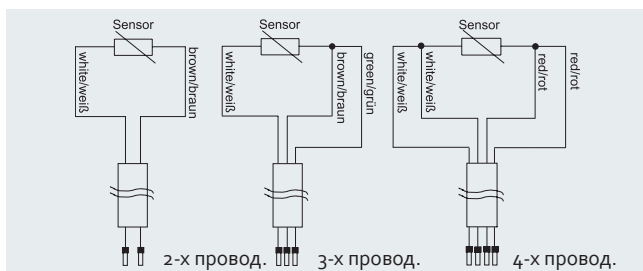 Sensor
white/weiß
brown/braun
2-х провод.
Sensor
white/weiß
brown/braun
green/grün
3-х провод.
Sensor
white/weiß
white/weiß
red/rot
red/rot
4-х провод.